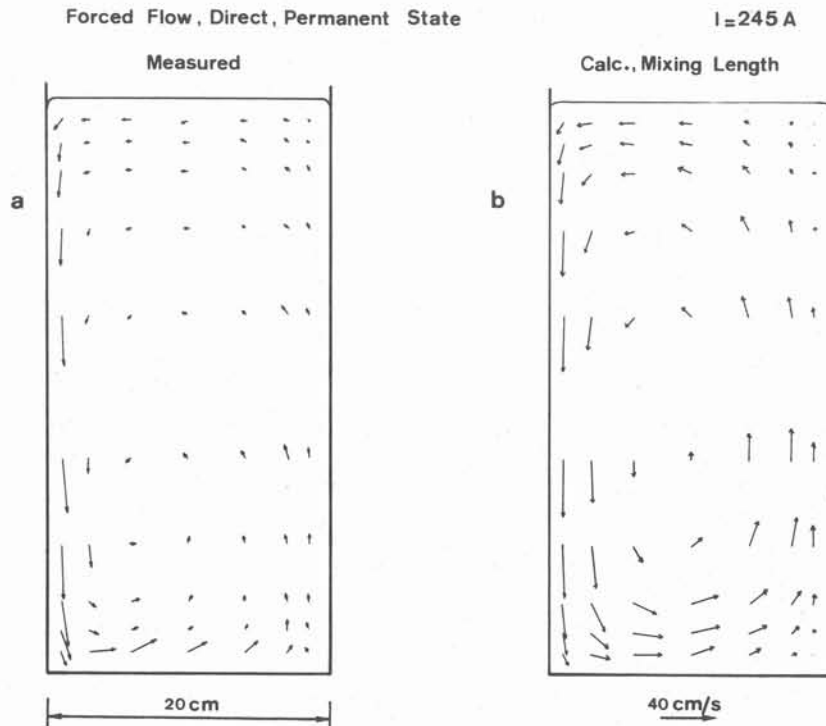 Forced Flow, Direct, Permanent State
I=245 A
Measured
Calc., Mixing Length
a
b
20 cm
40 cm/s